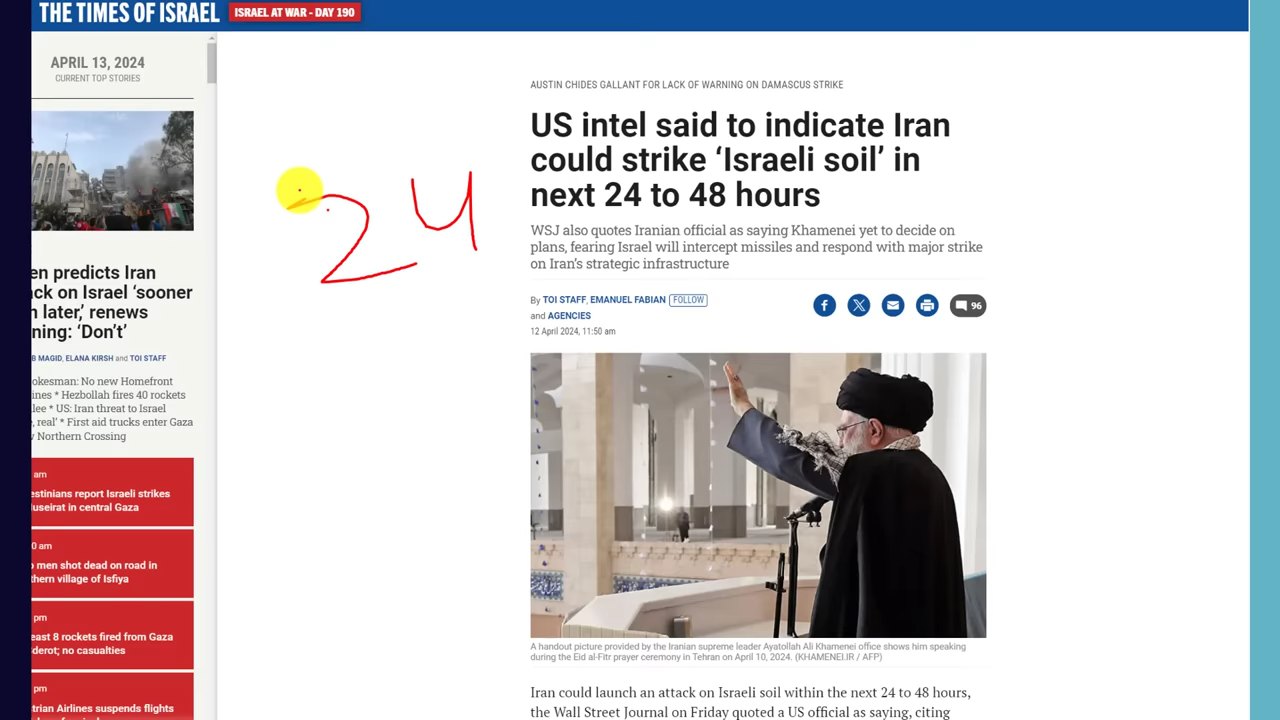 THE TIMES OF ISRAEL
ISRAEL AT WAR - DAY 190
APRIL 13, 2024
CURRENT TOP STORIES
en predicts Iran
ck on Israel ‘sooner
later,’ renews
ning: ‘Don’t’
B MAGID, ELANA KIRSH and TOI STAFF
okesman: No new Homefront
ines * Hezbollah fires 40 rockets
lee * US: Iran threat to Israel
, real’ * First aid trucks enter Gaza
Northern Crossing
am
estinians report Israeli strikes
useirat in central Gaza
0 am
o men shot dead on road in
thern village of Isfiya
pm
east 8 rockets fired from Gaza
derot; no casualties
pm
trian Airlines suspends flights
24
AUSTIN CHIDES GALLANT FOR LACK OF WARNING ON DAMASCUS STRIKE
US intel said to indicate Iran
could strike ‘Israeli soil’ in
next 24 to 48 hours
WSJ also quotes Iranian official as saying Khamenei yet to decide on
plans, fearing Israel will intercept missiles and respond with major strike
on Iran’s strategic infrastructure
By TOI STAFF, EMANUEL FABIAN FOLLOW
and AGENCIES
12 April 2024, 11:50 am
96
A handout picture provided by the Iranian supreme leader Ayatollah Ali Khamenei office shows him speaking
during the Eid al-Fitr prayer ceremony in Tehran on April 10, 2024. (KHAMENEI.IR / AFP)
Iran could launch an attack on Israeli soil within the next 24 to 48 hours,
the Wall Street Journal on Friday quoted a US official as saying, citing